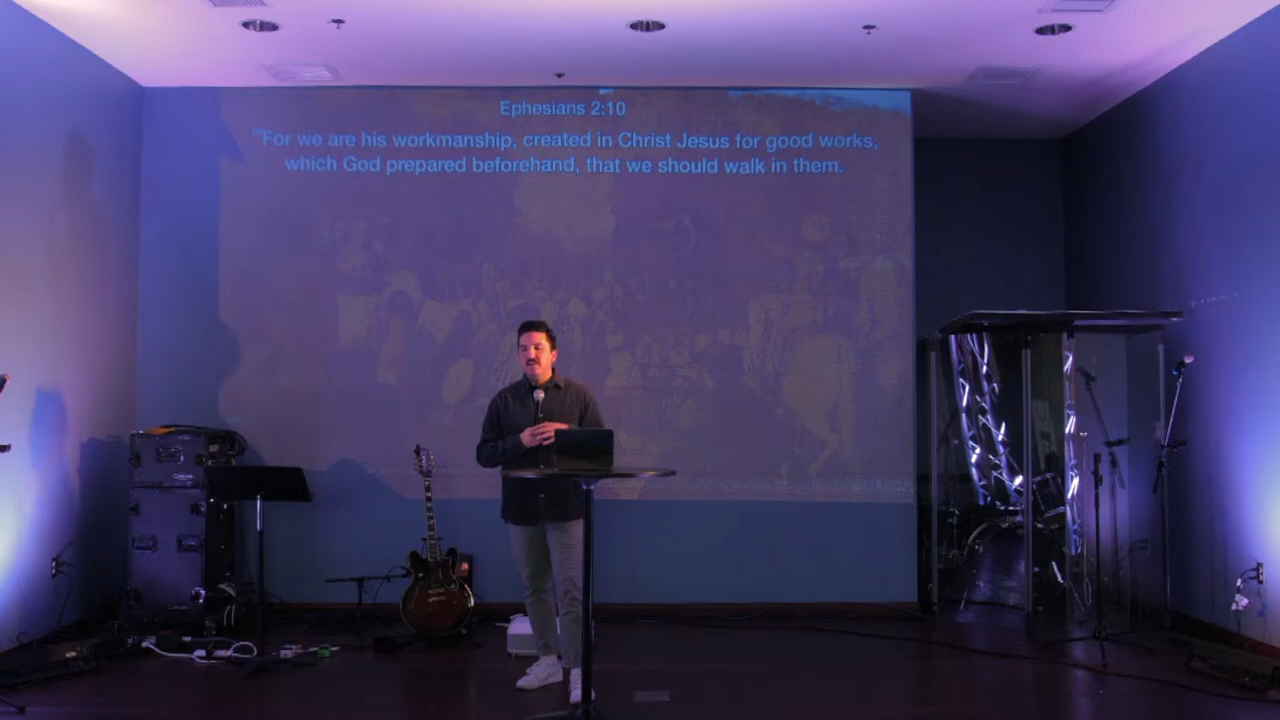 Ephesians 2:10
"For we are his workmanship, created in Christ Jesus for good works,
which God prepared beforehand, that we should walk in them.